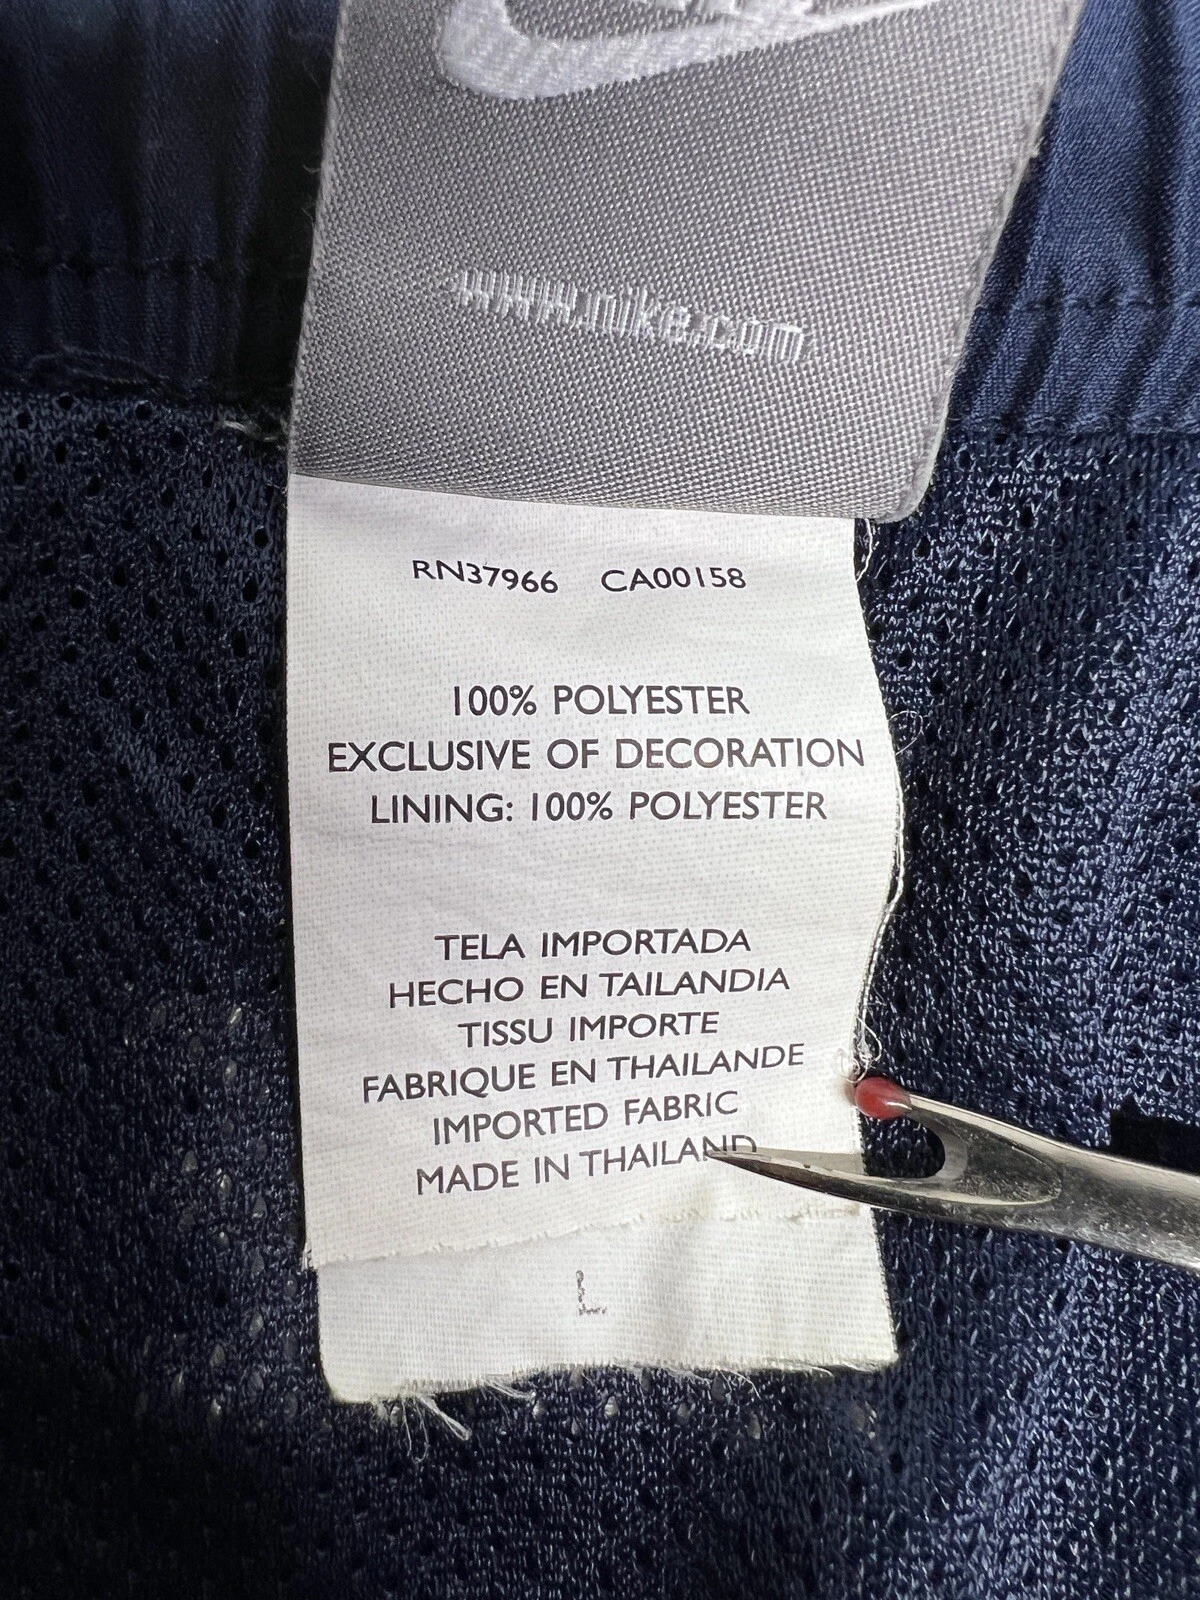 www.nike.com
RN37966 CA00158
100% POLYESTER
EXCLUSIVE OF DECORATION
LINING: 100% POLYESTER
TELA IMPORTADA
HECHO EN TAILANDIA
TISSU IMPORTE
FABRIQUE EN THAILANDE
IMPORTED FABRIC
MADE IN THAILAND
L